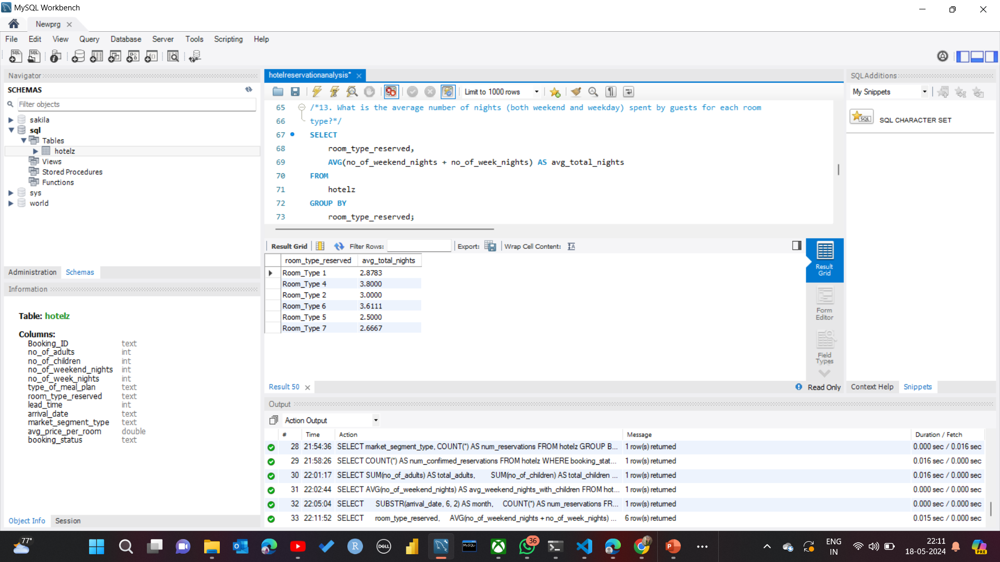 MySQL Workbench
Newprg
File Edit View Query Database Server Tools Scripting Help
Navigator
SCHEMAS
Filter objects
sakila
sql
Tables
hotelz
Views
Stored Procedures
Functions
sys
world
Administration Schemas
Information
Table: hotelz
Columns:
Booking_ID text
no_of_adults int
no_of_children int
no_of_weekend_nights int
no_of_week_nights int
type_of_meal_plan text
room_type_reserved text
lead_time int
arrival_date text
market_segment_type text
avg_price_per_room double
booking_status text
Object Info Session
hotelreservationanalysis*
Limit to 1000 rows
65 /*13. What is the average number of nights (both weekend and weekday) spent by guests for each room
66 type?*/
67 SELECT
68 room_type_reserved,
69 AVG(no_of_weekend_nights + no_of_week_nights) AS avg_total_nights
70 FROM
71 hotelz
72 GROUP BY
73 room_type_reserved;
Result Grid Filter Rows: Export: Wrap Cell Content:
room_type_reserved avg_total_nights
Room_Type 1 2.8783
Room_Type 4 3.8000
Room_Type 2 3.0000
Room_Type 6 3.6111
Room_Type 5 2.5000
Room_Type 7 2.6667
Result
Grid
Form
Editor
Field
Types
Result 50 Read Only
SQLAdditions
My Snippets
SQL SQL CHARACTER SET
Context Help Snippets
Output
Action Output
# Time Action Message Duration / Fetch
28 21:54:36 SELECT market_segment_type, COUNT(*) AS num_reservations FROM hotelz GROUP B... 1 row(s) returned 0.000 sec / 0.016 sec
29 21:58:26 SELECT COUNT(*) AS num_confirmed_reservations FROM hotelz WHERE booking_stat... 1 row(s) returned 0.016 sec / 0.000 sec
30 22:01:17 SELECT SUM(no_of_adults) AS total_adults, SUM(no_of_children) AS total_children ... 1 row(s) returned 0.016 sec / 0.000 sec
31 22:02:44 SELECT AVG(no_of_weekend_nights) AS avg_weekend_nights_with_children FROM hot... 1 row(s) returned 0.000 sec / 0.000 sec
32 22:05:04 SELECT SUBSTR(arrival_date, 6, 2) AS month, COUNT(*) AS num_reservations FR... 1 row(s) returned 0.000 sec / 0.000 sec
33 22:11:52 SELECT room_type_reserved, AVG(no_of_weekend_nights + no_of_week_nights) ... 6 row(s) returned 0.015 sec / 0.000 sec
77°
36
ENG
IN
22:11
18-05-2024